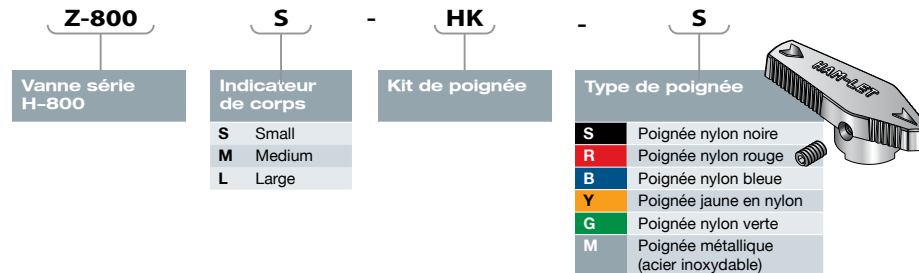 Z-800 S - HK - S
Vanne série
H-800
Indicateur
de corps
S Small
M Medium
L Large
Kit de poignée
Type de poignée
S Poignée nylon noire
R Poignée nylon rouge
B Poignée nylon bleue
Y Poignée jaune en nylon
G Poignée nylon verte
M Poignée métallique
(acier inoxydable)
HAM-LET